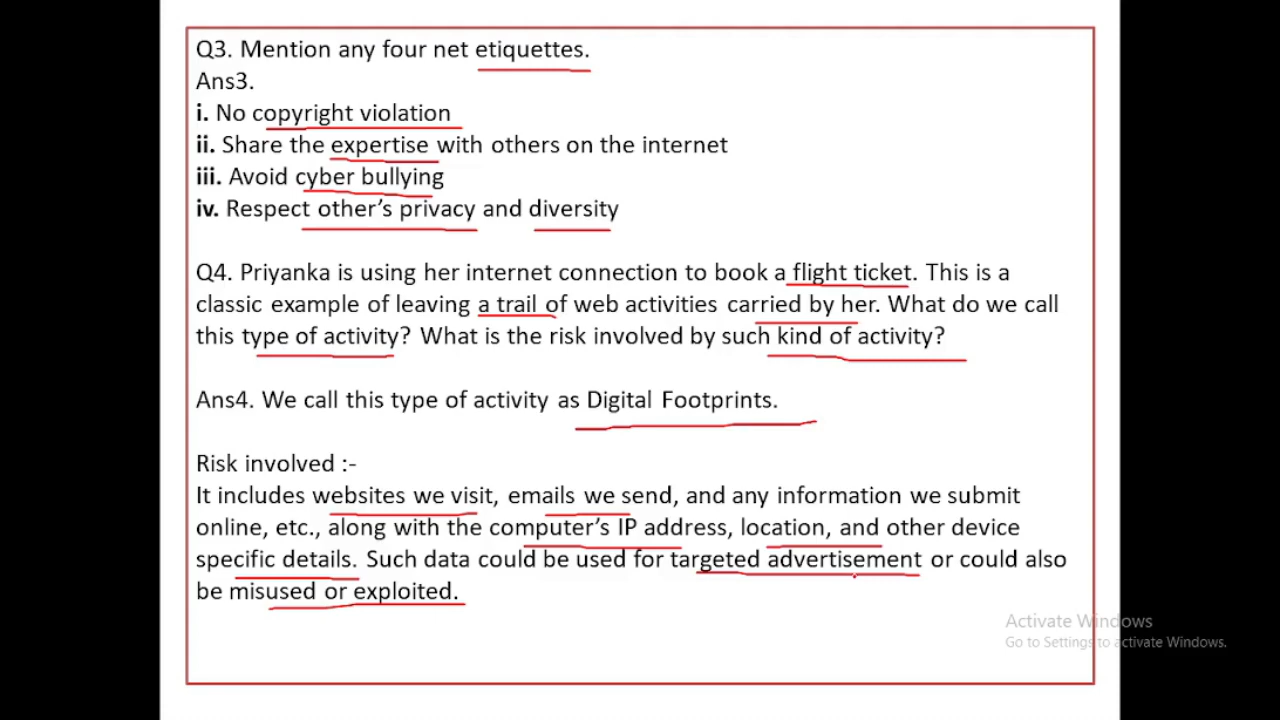 Q3. Mention any four net etiquettes.
Ans3.
i. No copyright violation
ii. Share the expertise with others on the internet
iii. Avoid cyber bullying
iv. Respect other’s privacy and diversity
Q4. Priyanka is using her internet connection to book a flight ticket. This is a
classic example of leaving a trail of web activities carried by her. What do we call
this type of activity? What is the risk involved by such kind of activity?
Ans4. We call this type of activity as Digital Footprints.
Risk involved :-
It includes websites we visit, emails we send, and any information we submit
online, etc., along with the computer’s IP address, location, and other device
specific details. Such data could be used for targeted advertisement or could also
be misused or exploited.
Activate Windows
Go to Settings to activate Windows.